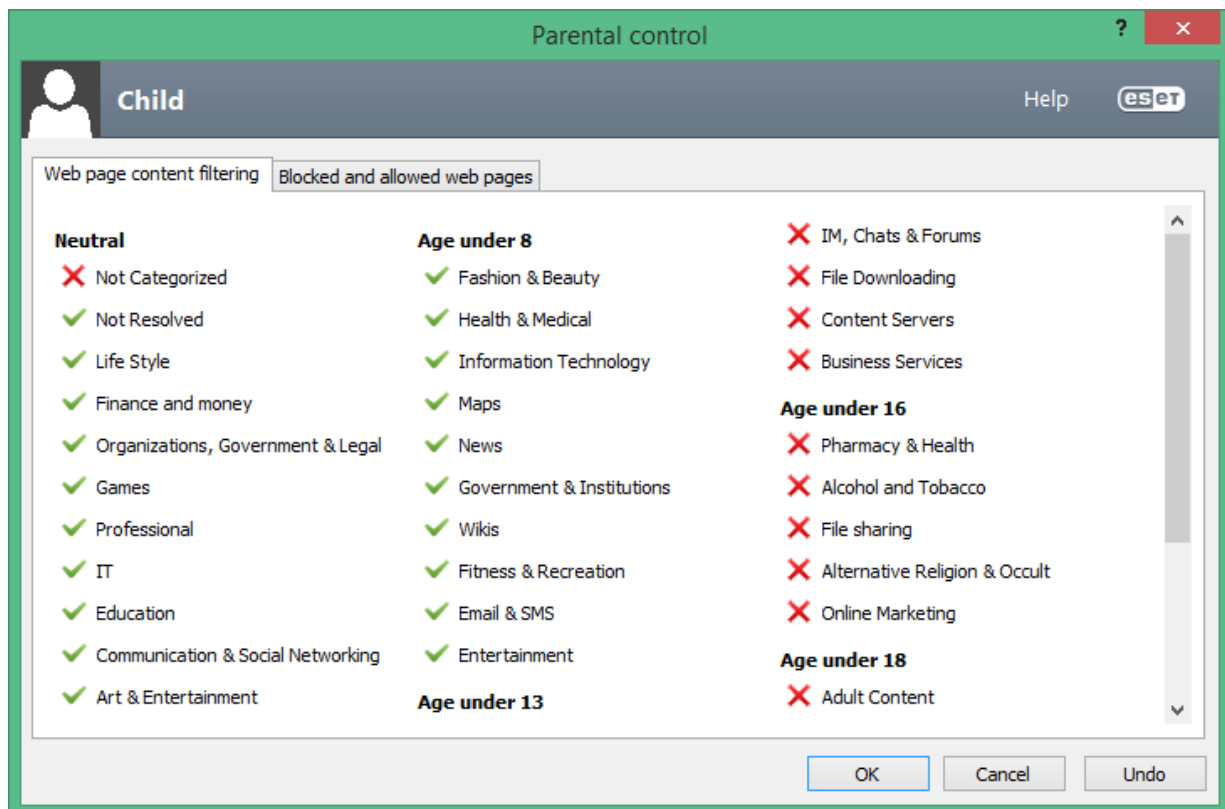 Parental control
?
Child
Help
eseT
Web page content filtering
Blocked and allowed web pages
Neutral
Not Categorized
Not Resolved
Life Style
Finance and money
Organizations, Government & Legal
Games
Professional
IT
Education
Communication & Social Networking
Art & Entertainment
Age under 8
Fashion & Beauty
Health & Medical
Information Technology
Maps
News
Government & Institutions
Wikis
Fitness & Recreation
Email & SMS
Entertainment
Age under 13
IM, Chats & Forums
File Downloading
Content Servers
Business Services
Age under 16
Pharmacy & Health
Alcohol and Tobacco
File sharing
Alternative Religion & Occult
Online Marketing
Age under 18
Adult Content
OK
Cancel
Undo